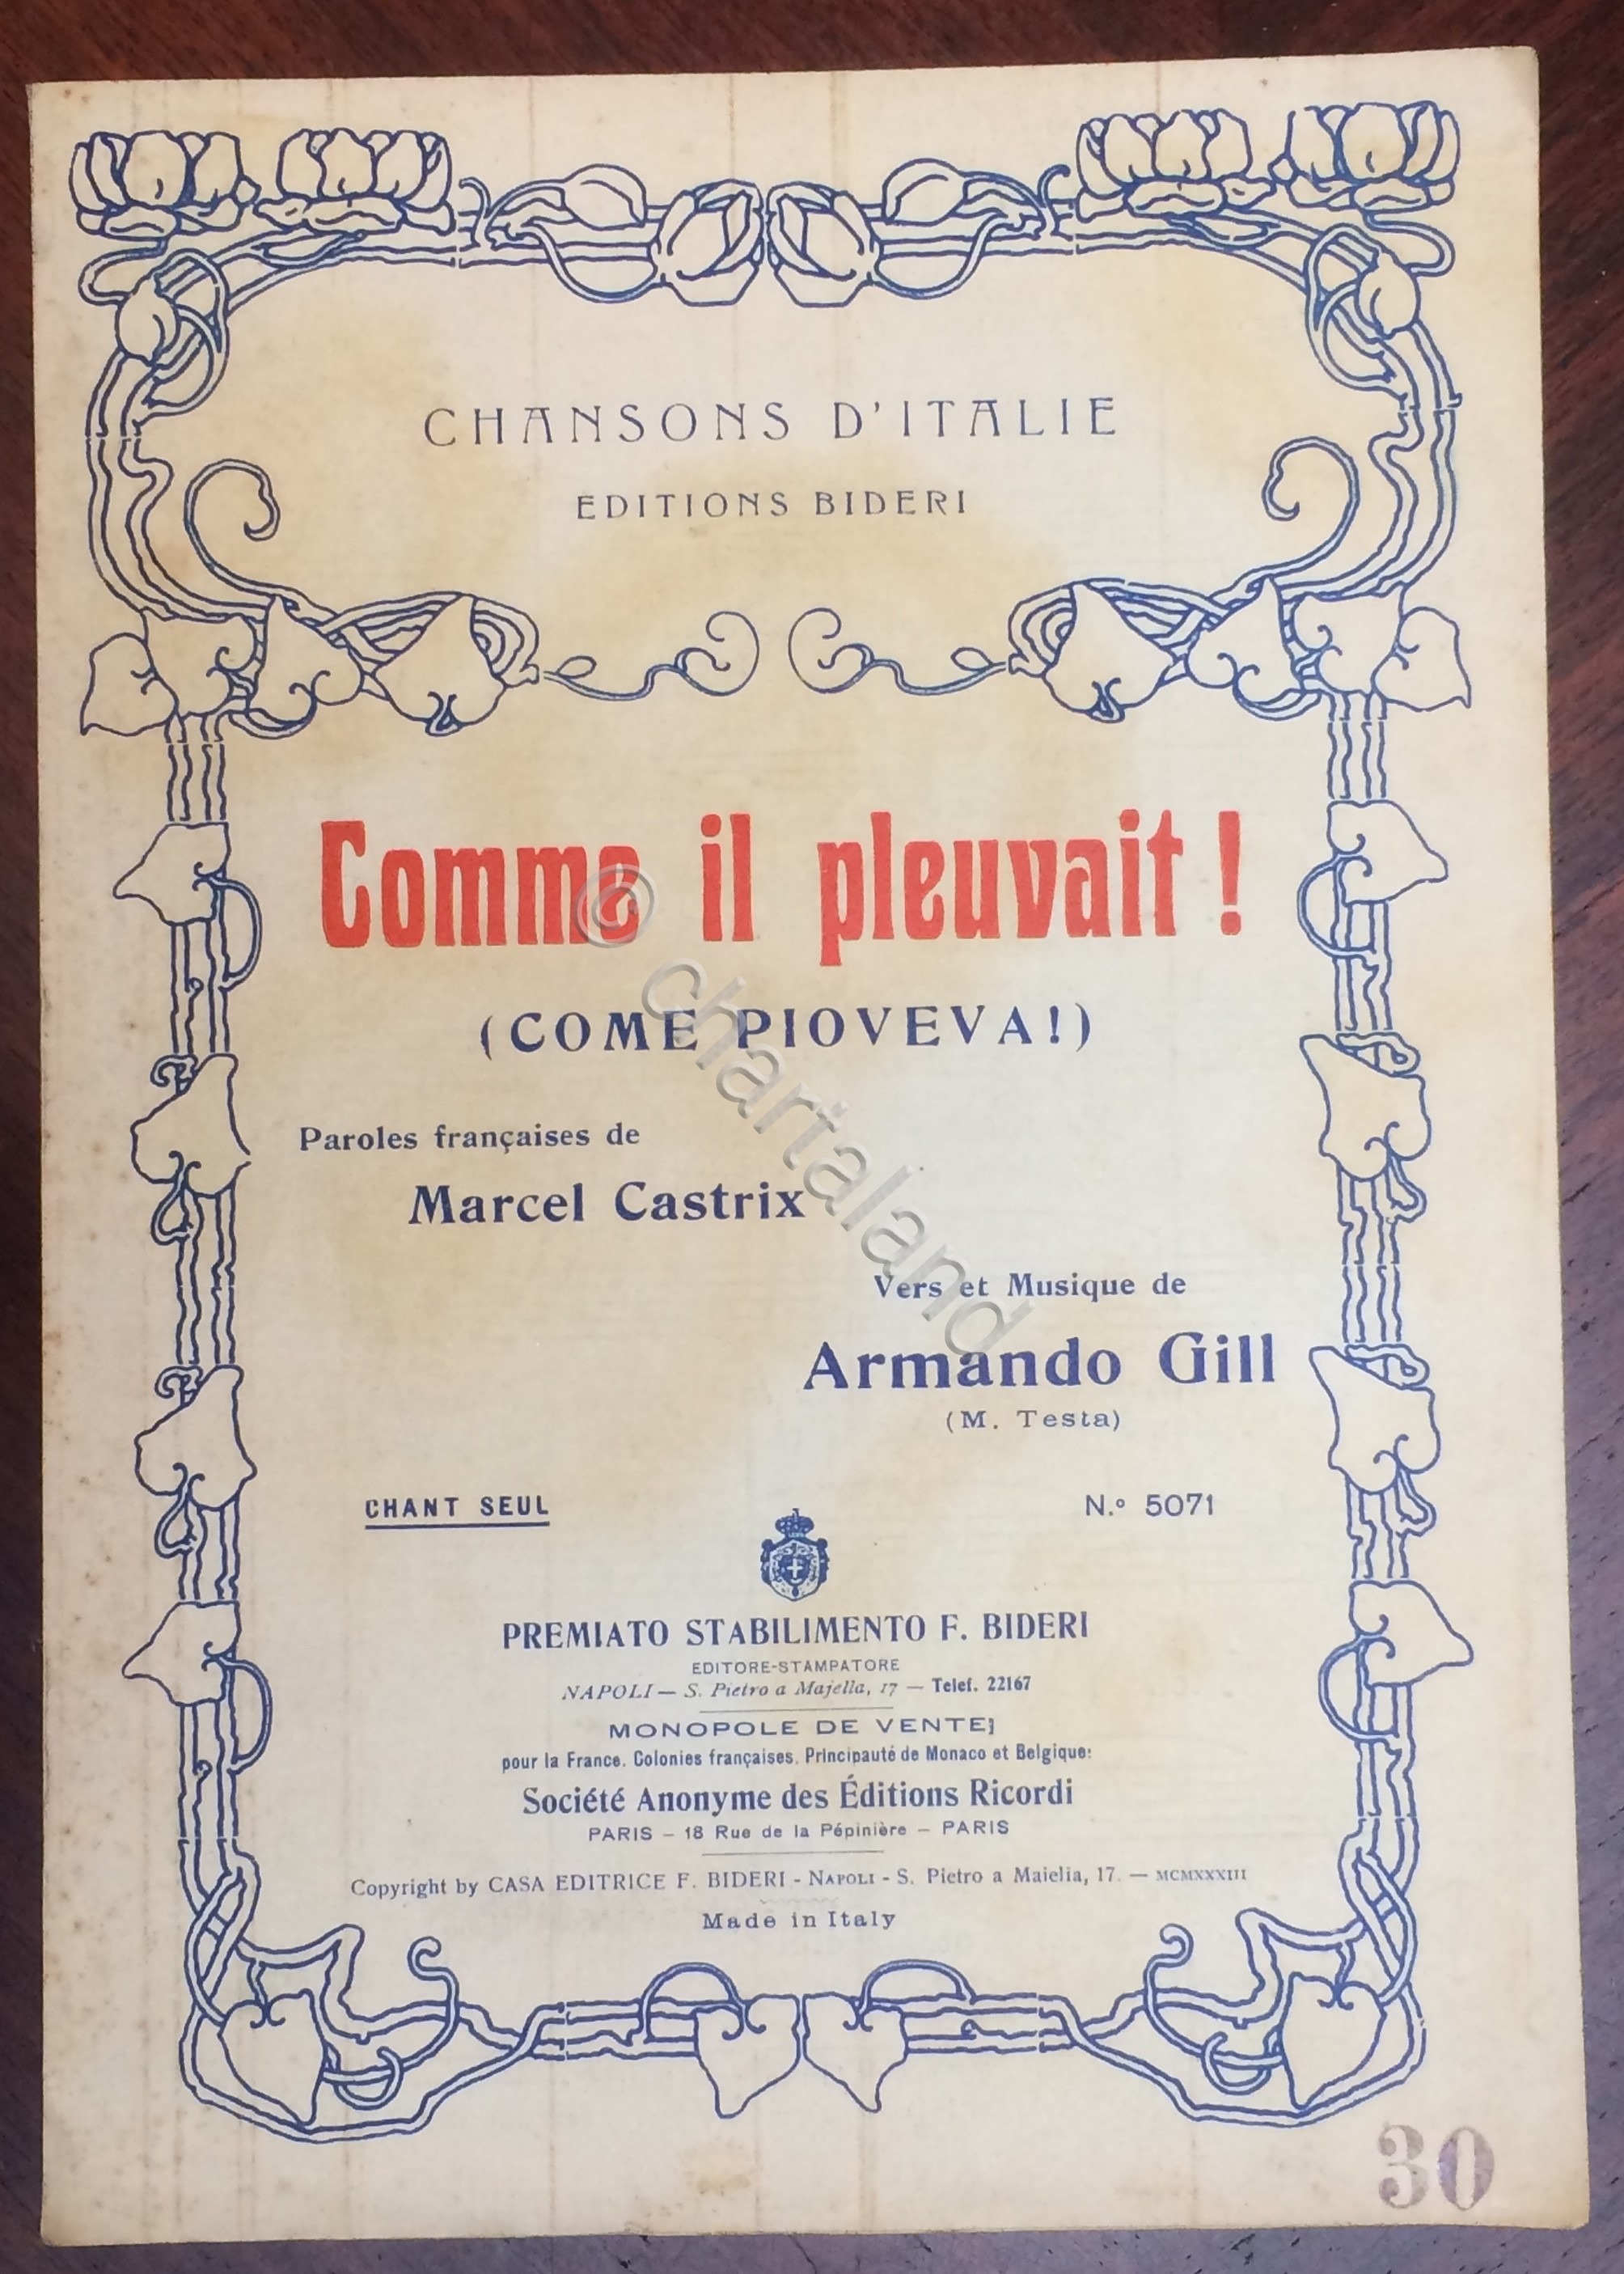 CHANSONS D'ITALIE
EDITIONS BIDERI
Comme il pleuvait !
(COME PIOVEVA!)
Paroles françaises de
Marcel Castrix
Vers et Musique de
Armando Gill
(M. Testa)
CHANT SEUL
N.º 5071
PREMIATO STABILIMENTO F. BIDERI
EDITORE-STAMPATORE
NAPOLI — S. Pietro a Majella, 17 — Telef. 22167
MONOPOLE DE VENTE
pour la France, Colonies françaises, Principauté de Monaco et Belgique:
Société Anonyme des Éditions Ricordi
PARIS - 18 Rue de la Pépinière - PARIS
Copyright by CASA EDITRICE F. BIDERI - NAPOLI - S. Pietro a Maiella, 17. — MCMXXXIII
Made in Italy
30
© chartaland